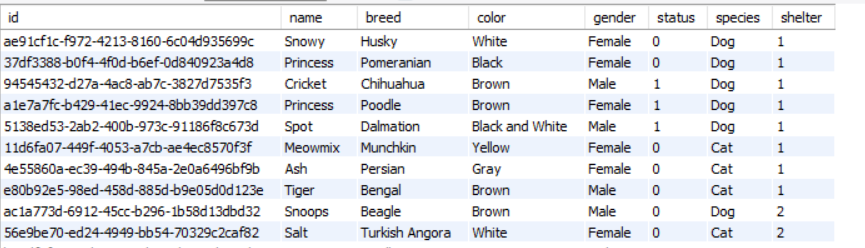 id name breed color gender status species shelter
ae91cf1c-f972-4213-8160-6c04d935699c Snowy Husky White Female 0 Dog 1
37df3388-b0f4-4f0d-b6ef-0d840923a4d8 Princess Pomeranian Black Female 0 Dog 1
94545432-d27a-4ac8-ab7c-3827d7535f3 Cricket Chihuahua Brown Male 1 Dog 1
a1e7a7fc-b429-41ec-9924-8bb39dd397c8 Princess Poodle Brown Female 1 Dog 1
5138ed53-2ab2-400b-973c-91186f8c673d Spot Dalmation Black and White Male 1 Dog 1
11d6fa07-449f-4053-a7cb-ae4ec8570f3f Meowmix Munchkin Yellow Female 0 Cat 1
4e55860a-ec39-494b-845a-2e0a6496bf9b Ash Persian Gray Female 0 Cat 1
e80b92e5-98ed-458d-885d-b9e05d0d123e Tiger Bengal Brown Male 0 Cat 1
ac1a773d-6912-45cc-b296-1b58d13dbd32 Snoops Beagle Brown Male 0 Dog 2
56e9be70-ed24-4949-bb54-70329c2caf82 Salt Turkish Angora White Female 0 Cat 2